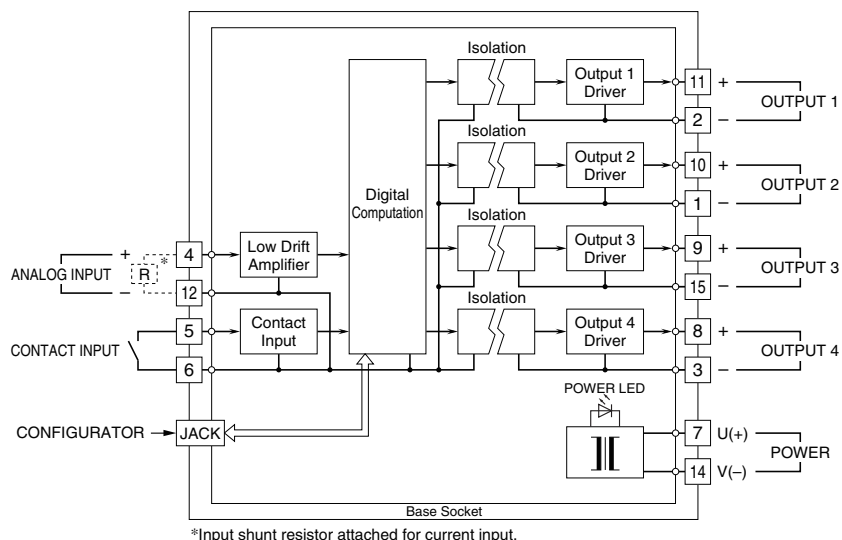 Isolation
Output 1
Driver
11 +
OUTPUT 1
2 –
Isolation
Output 2
Driver
10 +
OUTPUT 2
1 –
Digital
Computation
Isolation
ANALOG INPUT
+
R
*
–
4
12
Low Drift
Amplifier
Output 3
Driver
9 +
OUTPUT 3
15 –
CONTACT INPUT
5
6
Contact
Input
Isolation
Output 4
Driver
8 +
OUTPUT 4
3 –
POWER LED
CONFIGURATOR
JACK
7 U(+)
POWER
14 V(–)
Base Socket
*Input shunt resistor attached for current input.